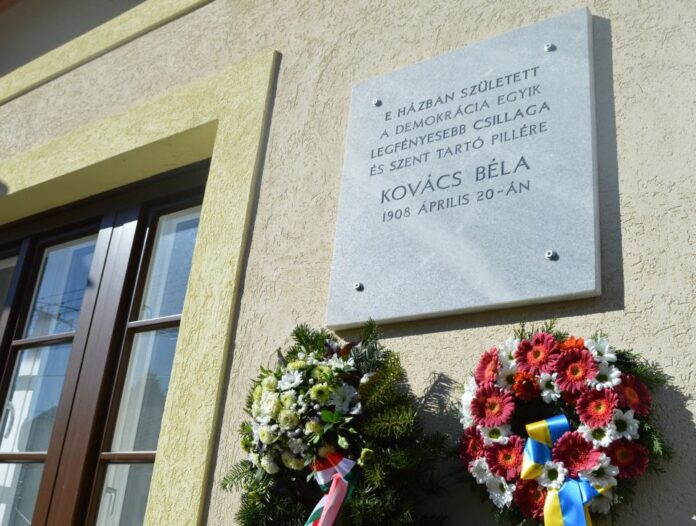 E HÁZBAN SZÜLETETT
A DEMOKRÁCIA EGYIK
LEGFÉNYESEBB CSILLAGA
ÉS SZENT TARTÓ PILLÉRE
KOVÁCS BÉLA
1908 ÁPRILIS 20-ÁN